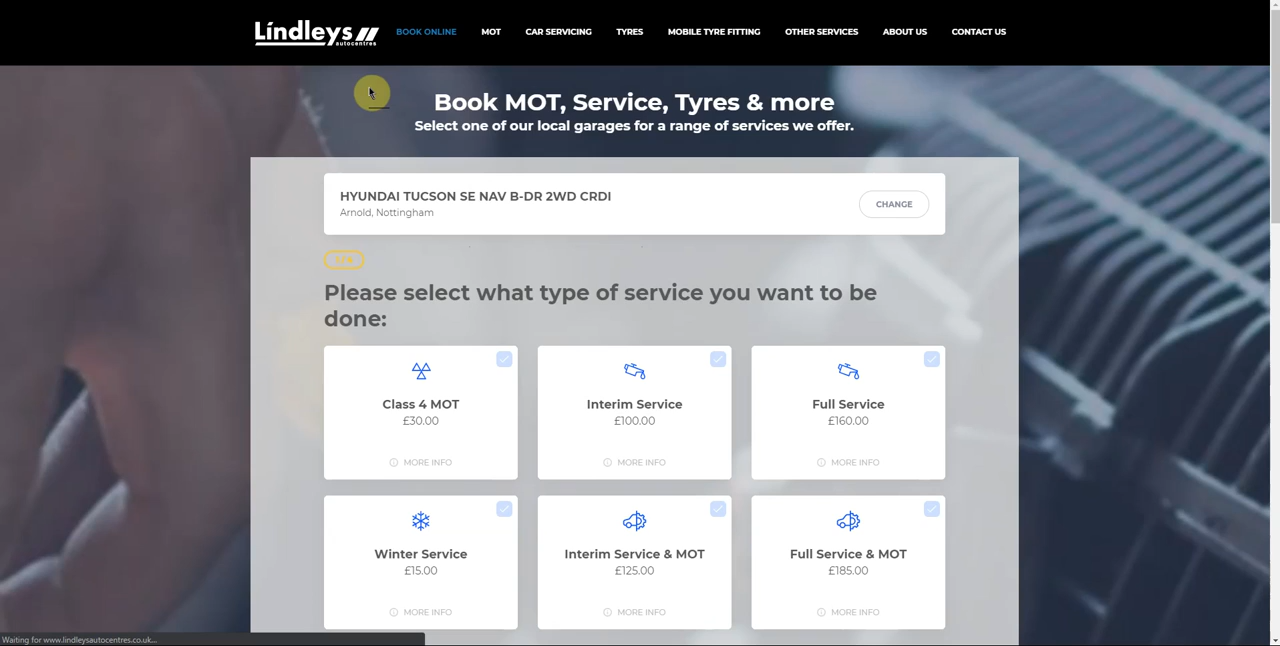 Lindleys
autocentres
BOOK ONLINE MOT CAR SERVICING TYRES MOBILE TYRE FITTING OTHER SERVICES ABOUT US CONTACT US
Book MOT, Service, Tyres & more
Select one of our local garages for a range of services we offer.
HYUNDAI TUCSON SE NAV B-DR 2WD CRDI
Arnold, Nottingham
CHANGE
Please select what type of service you want to be
done:
Class 4 MOT
£30.00
MORE INFO
Interim Service
£100.00
MORE INFO
Full Service
£160.00
MORE INFO
Winter Service
£15.00
MORE INFO
Interim Service & MOT
£125.00
MORE INFO
Full Service & MOT
£185.00
MORE INFO
Waiting for www.lindleysautocentres.co.uk...